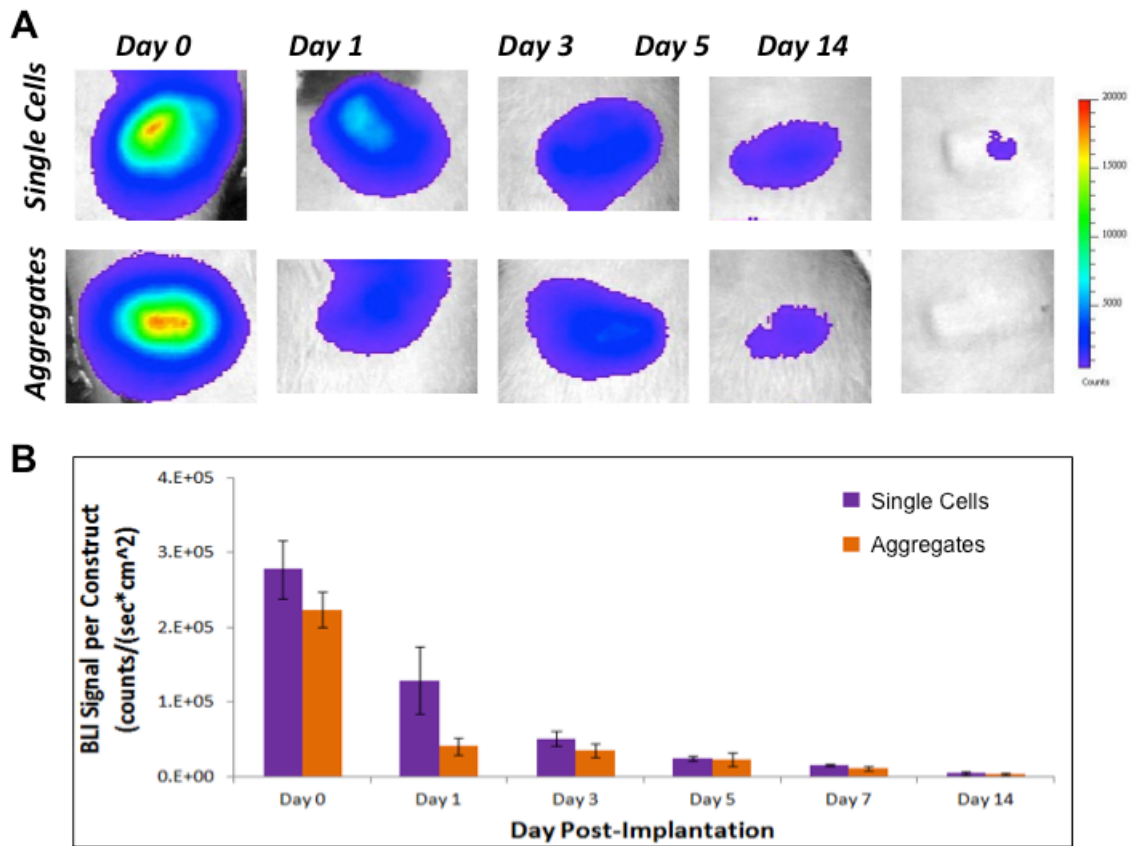 A
Day 0 Day 1 Day 3 Day 5 Day 14
Single Cells
Aggregates
20000
15000
10000
5000
Counts
B
BLI Signal per Construct
(counts/(sec*cm^2)
4.E+05
3.E+05
2.E+05
1.E+05
0.E+00
Single Cells
Aggregates
Day 0 Day 1 Day 3 Day 5 Day 7 Day 14
Day Post-Implantation